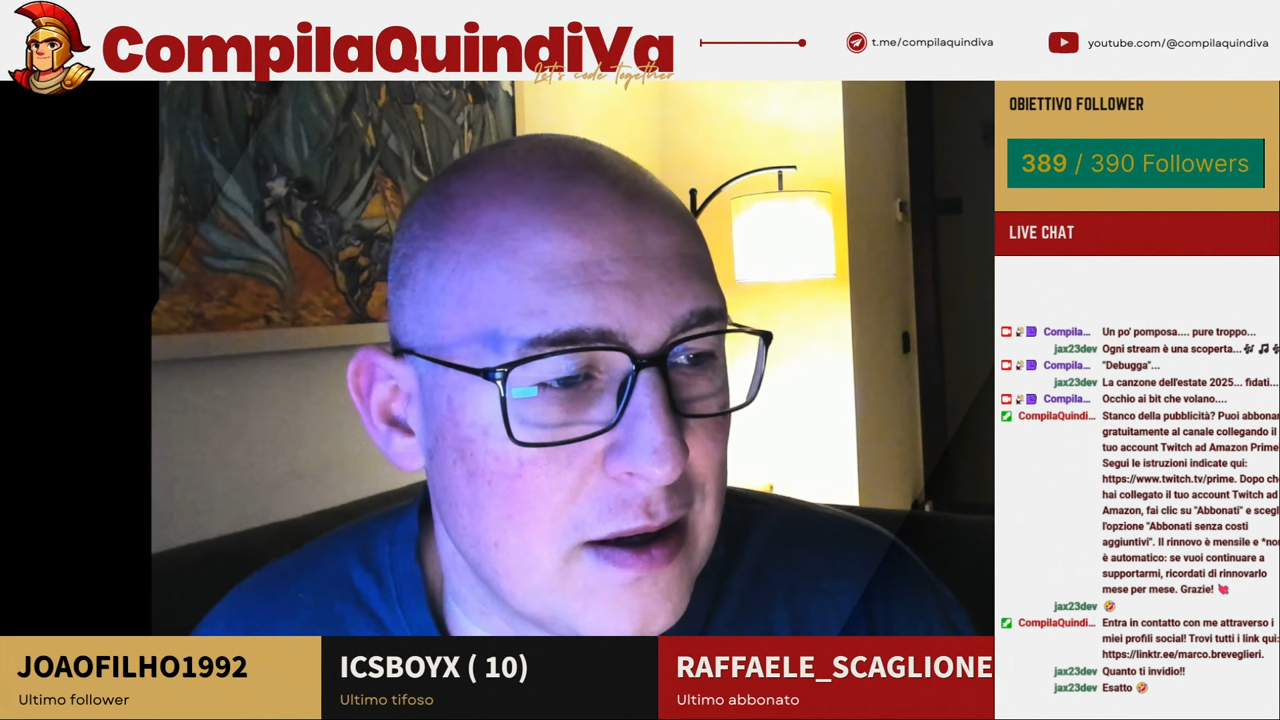 CompilaQuindiVa
Let's code together
t.me/compilaquindiva
youtube.com/@compilaquindiva
OBIETTIVO FOLLOWER
389 / 390 Followers
LIVE CHAT
Compila... Un po' pomposa.... pure troppo...
jax23dev Ogni stream è una scoperta...
Compila... "Debugga"...
jax23dev La canzone dell'estate 2025... fidati...
Compila... Occhio ai bit che volano....
CompilaQuindi... Stanco della pubblicità? Puoi abbonar
gratuitamente al canale collegando il
tuo account Twitch ad Amazon Prime
Segui le istruzioni indicate qui:
https://www.twitch.tv/prime. Dopo ch
hai collegato il tuo account Twitch ad
Amazon, fai clic su "Abbonati" e scegl
l'opzione "Abbonati senza costi
aggiuntivi". Il rinnovo è mensile e *no
è automatico: se vuoi continuare a
supportarmi, ricordati di rinnovarlo
mese per mese. Grazie! 💘
jax23dev 🤣
CompilaQuindi... Entra in contatto con me attraverso i
miei profili social! Trovi tutti i link qui:
https://linktr.ee/marco.breveglieri.
jax23dev Quanto ti invidio!!
jax23dev Esatto 🤣
JOAOFILHO1992
Ultimo follower
ICSBOYX ( 10)
Ultimo tifoso
RAFFAELE_SCAGLIONE
Ultimo abbonato